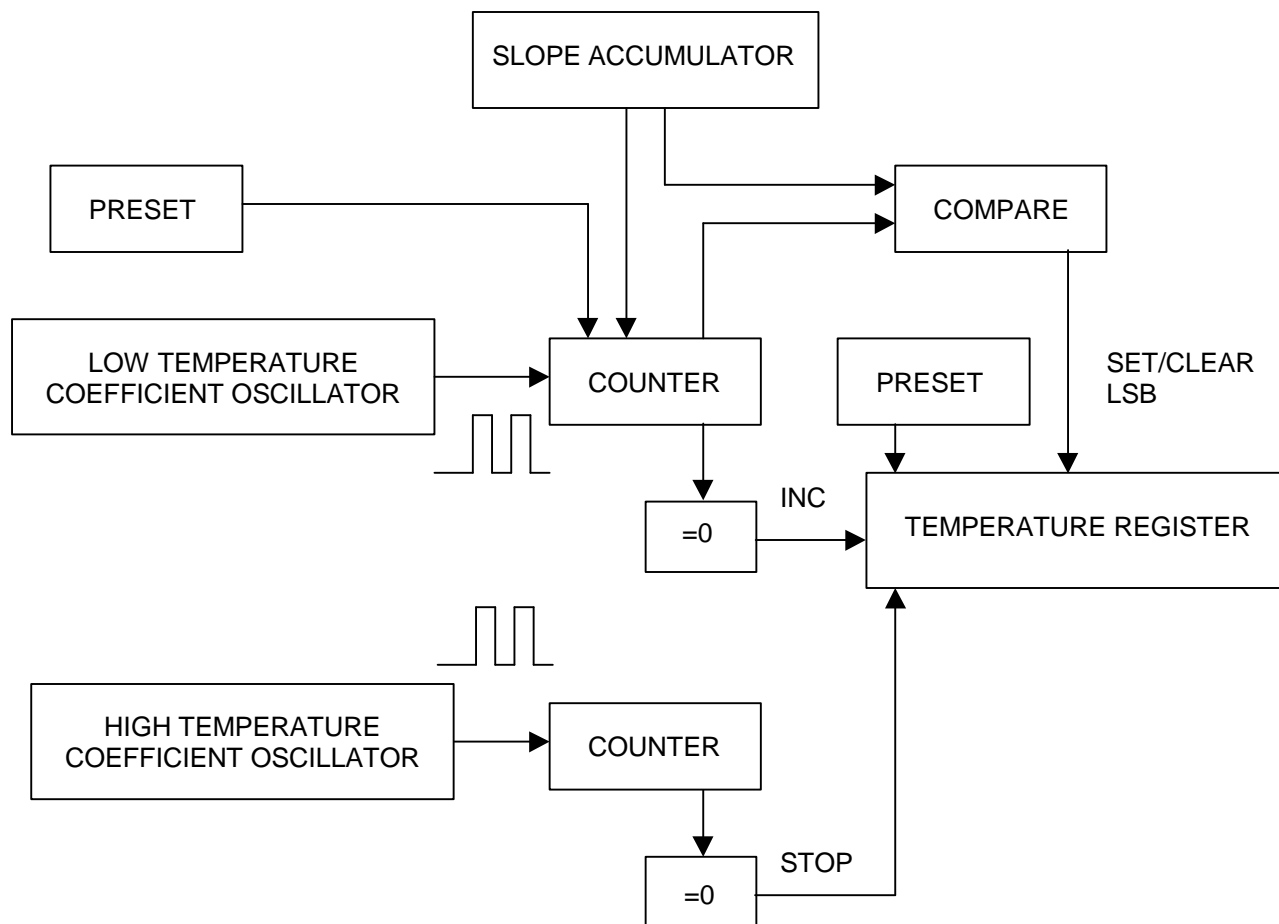 SLOPE ACCUMULATOR
PRESET
COMPARE
LOW TEMPERATURE
COEFFICIENT OSCILLATOR
COUNTER
PRESET
SET/CLEAR
LSB
=0
INC
TEMPERATURE REGISTER
HIGH TEMPERATURE
COEFFICIENT OSCILLATOR
COUNTER
=0
STOP